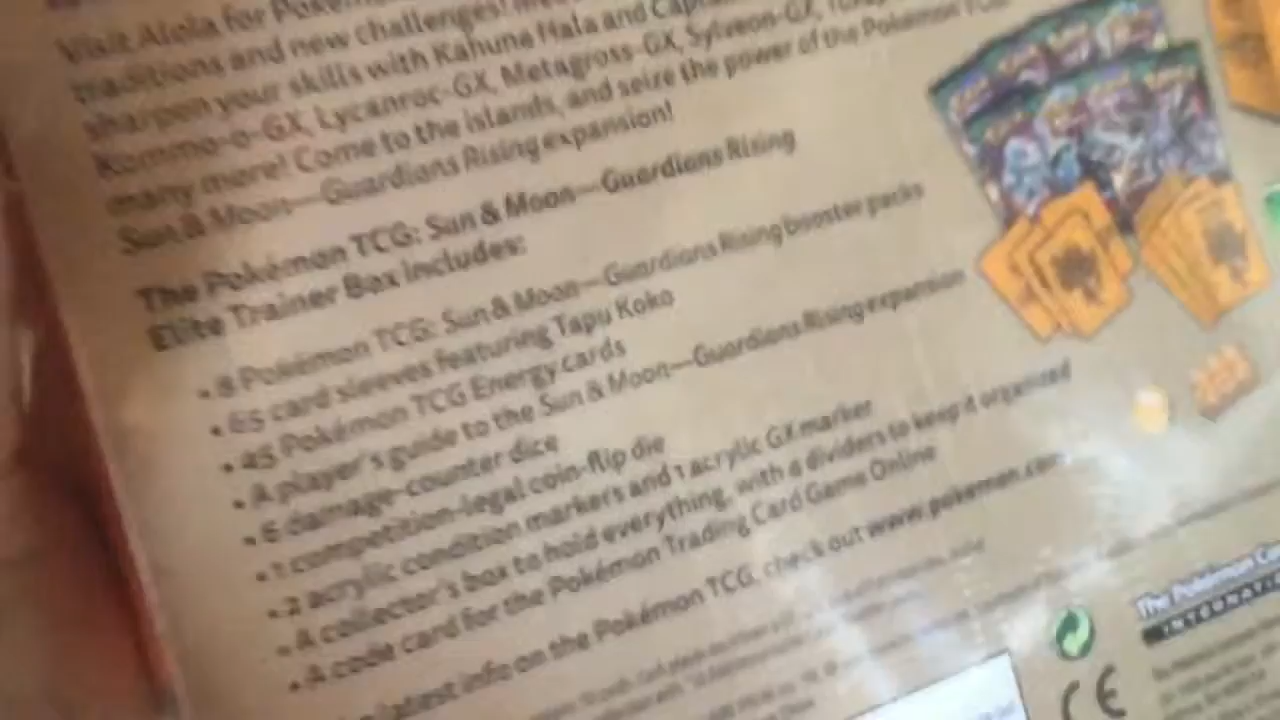 Visit Alola for
traditions and new challenges!
sharpen your skills with Kahuna Hala and
Kommo-o-GX, Lycanroc-GX, Metagross-GX, Sylveon-GX,
many more! Come to the islands, and seize the power of the Pokémon TCG:
Sun & Moon—Guardians Rising expansion!
The Pokémon TCG: Sun & Moon—Guardians Rising
Elite Trainer Box includes:
• 8 Pokémon TCG: Sun & Moon—Guardians Rising booster packs
• 65 card sleeves featuring Tapu Koko
• 45 Pokémon TCG Energy cards
• A player's guide to the Sun & Moon—Guardians Rising expansion
• 6 damage-counter dice
• 1 competition-legal coin-flip die
• 2 acrylic condition markers and 1 acrylic GX marker
• A collector's box to hold everything, with 4 dividers to keep it organized
• A code card for the Pokémon Trading Card Game Online
latest info on the Pokémon TCG, check out www.pokemon.com
The Pokémon
CE